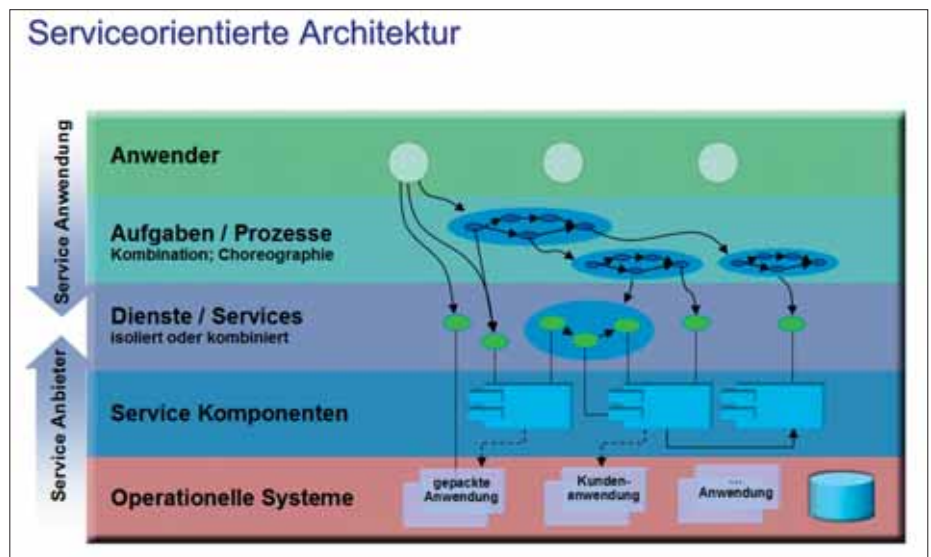 Serviceorientierte Architektur
Service Anwendung
Service Anbieter
Anwender
Aufgaben / Prozesse
Kombination; Choreographie
Dienste / Services
isoliert oder kombiniert
Service Komponenten
Operationelle Systeme
gepackte
Anwendung
Kunden-
anwendung
....
Anwendung